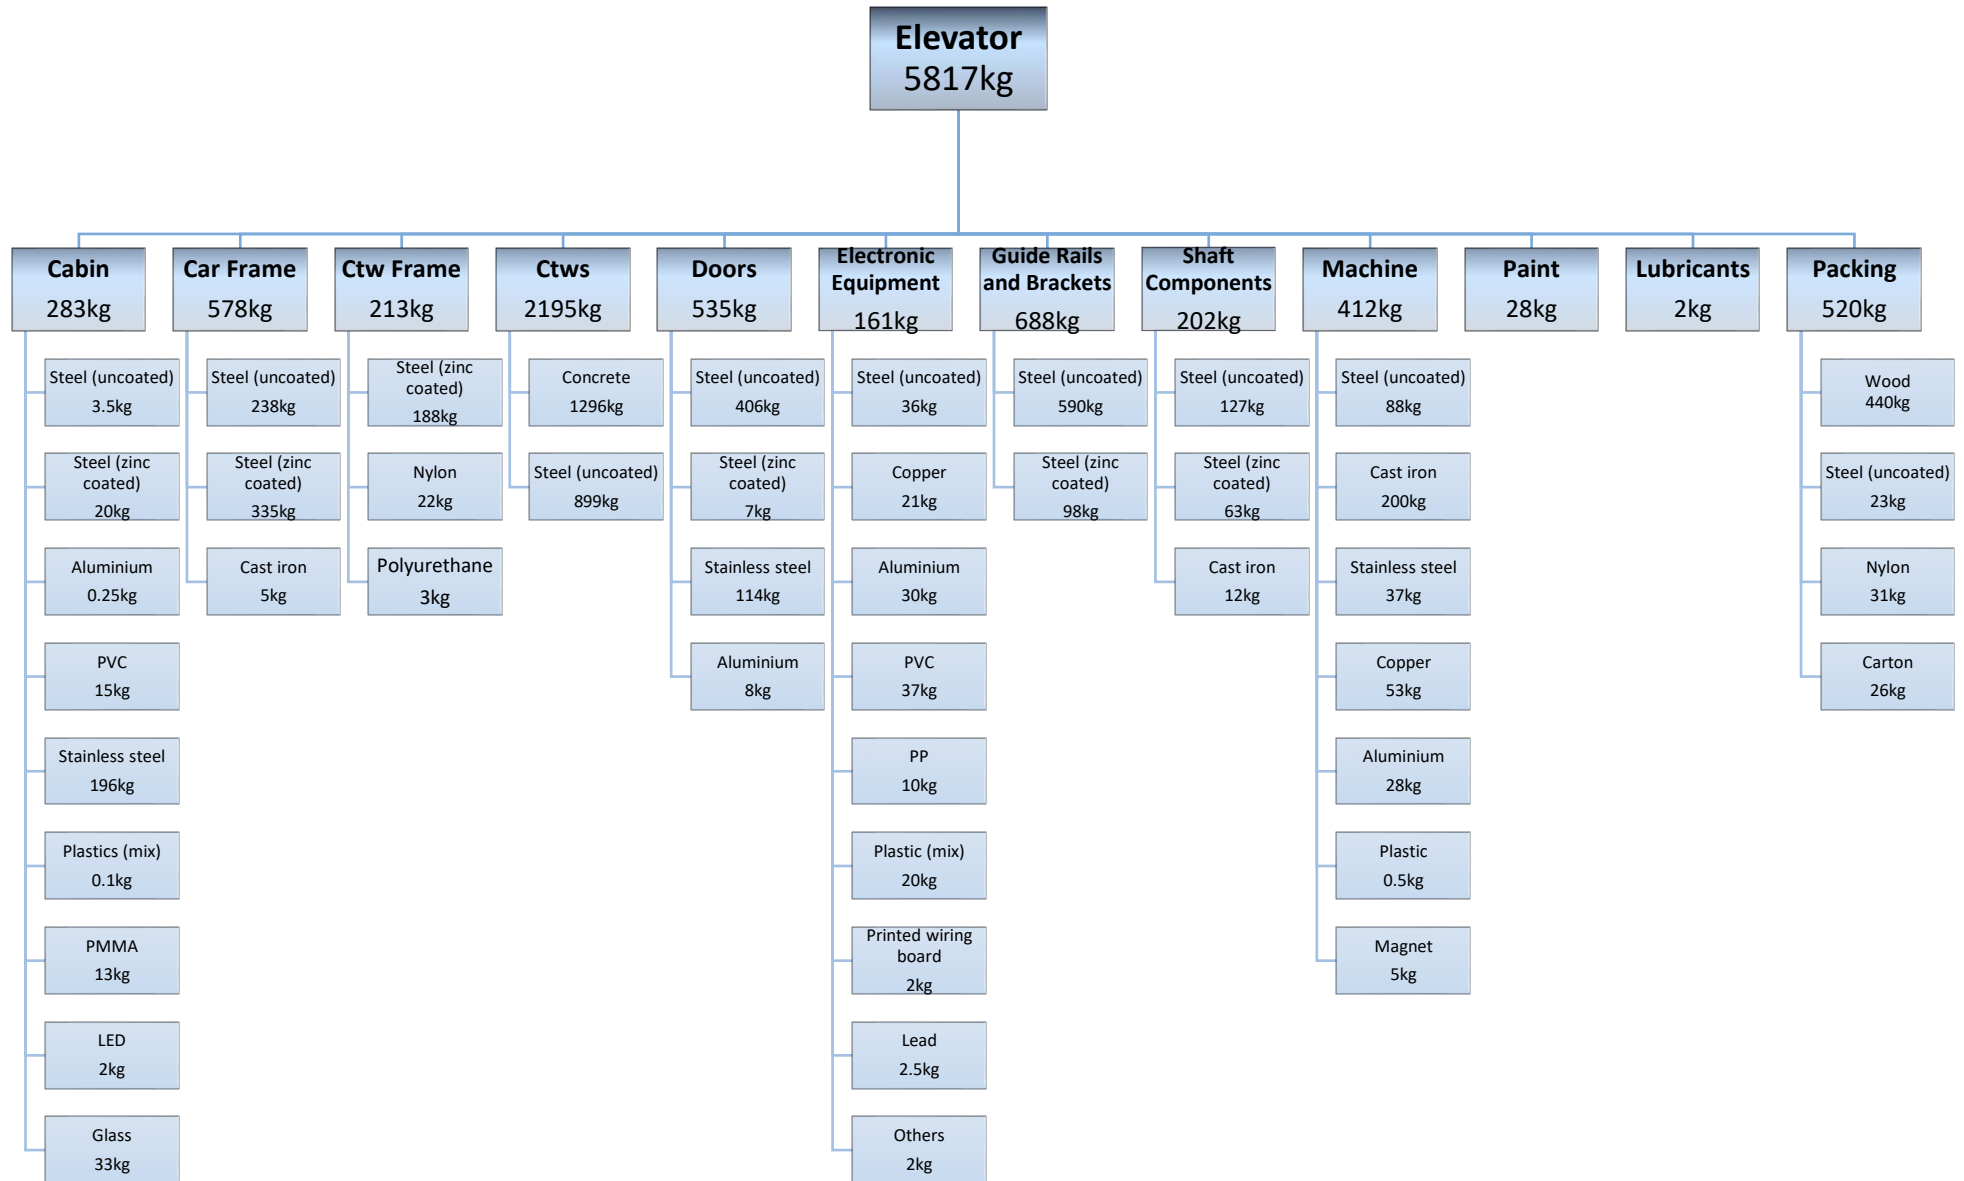 Elevator
5817kg
Cabin
283kg
Steel (uncoated)
3.5kg
Steel (zinc
coated)
20kg
Aluminium
0.25kg
PVC
15kg
Stainless steel
196kg
Plastics (mix)
0.1kg
PMMA
13kg
LED
2kg
Glass
33kg
Car Frame
578kg
Steel (uncoated)
238kg
Steel (zinc
coated)
335kg
Cast iron
5kg
Ctw Frame
213kg
Steel (zinc
coated)
188kg
Nylon
22kg
Polyurethane
3kg
Ctws
2195kg
Concrete
1296kg
Steel (uncoated)
899kg
Doors
535kg
Steel (uncoated)
406kg
Steel (zinc
coated)
7kg
Stainless steel
114kg
Aluminium
8kg
Electronic
Equipment
161kg
Steel (uncoated)
36kg
Copper
21kg
Aluminium
30kg
PVC
37kg
PP
10kg
Plastic (mix)
20kg
Printed wiring
board
2kg
Lead
2.5kg
Others
2kg
Guide Rails
and Brackets
688kg
Steel (uncoated)
590kg
Steel (zinc
coated)
98kg
Shaft
Components
202kg
Steel (uncoated)
127kg
Steel (zinc
coated)
63kg
Cast iron
12kg
Machine
412kg
Steel (uncoated)
88kg
Cast iron
200kg
Stainless steel
37kg
Copper
53kg
Aluminium
28kg
Plastic
0.5kg
Magnet
5kg
Paint
28kg
Lubricants
2kg
Packing
520kg
Wood
440kg
Steel (uncoated)
23kg
Nylon
31kg
Carton
26kg